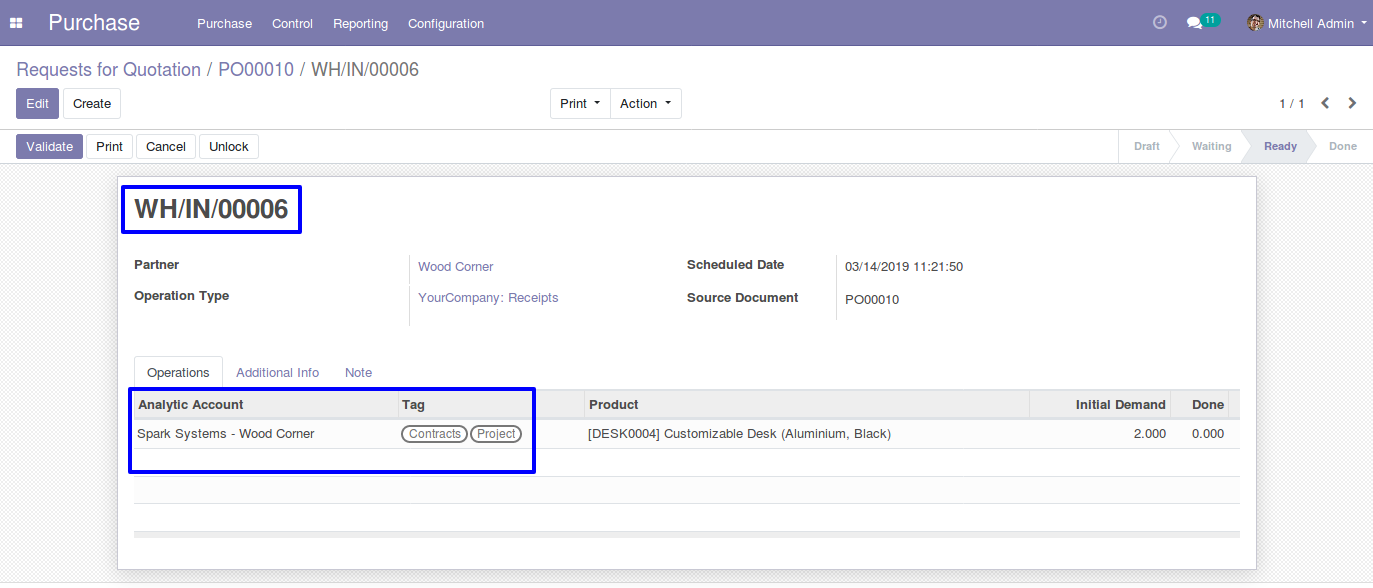 Purchase Purchase Control Reporting Configuration 11 Mitchell Admin
Requests for Quotation / PO00010 / WH/IN/00006
Edit Create Print Action 1 / 1
Validate Print Cancel Unlock Draft Waiting Ready Done
WH/IN/00006
Partner Wood Corner Scheduled Date 03/14/2019 11:21:50
Operation Type YourCompany: Receipts Source Document PO00010
Operations Additional Info Note
Analytic Account Tag Product Initial Demand Done
Spark Systems - Wood Corner Contracts Project [DESK0004] Customizable Desk (Aluminium, Black) 2.000 0.000